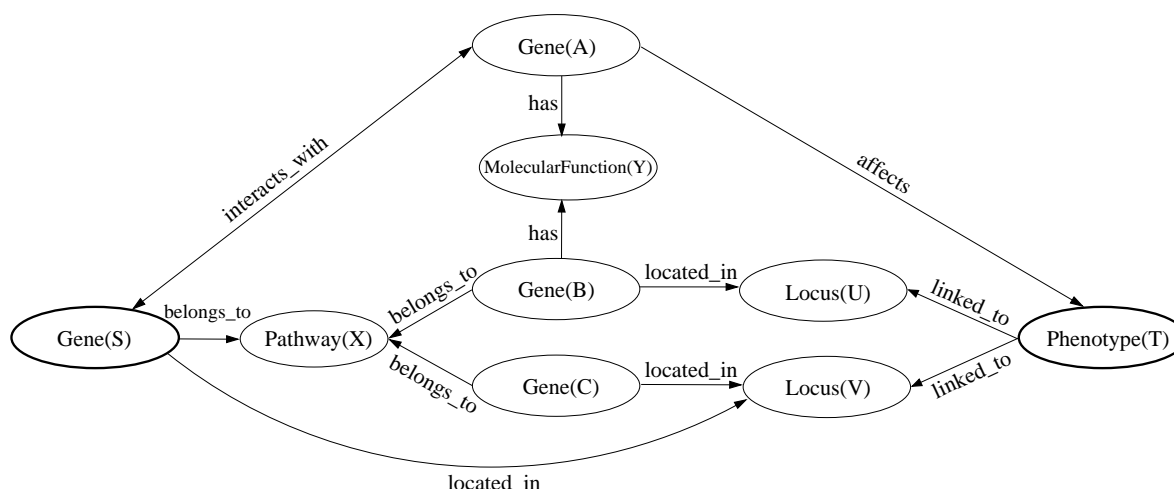 Gene(A)
has
interacts_with
affects
MolecularFunction(Y)
has
belongs_to
Gene(B)
located_in
Locus(U)
linked_to
Gene(S)
belongs_to
Pathway(X)
Phenotype(T)
belongs_to
Gene(C)
located_in
Locus(V)
linked_to
located_in